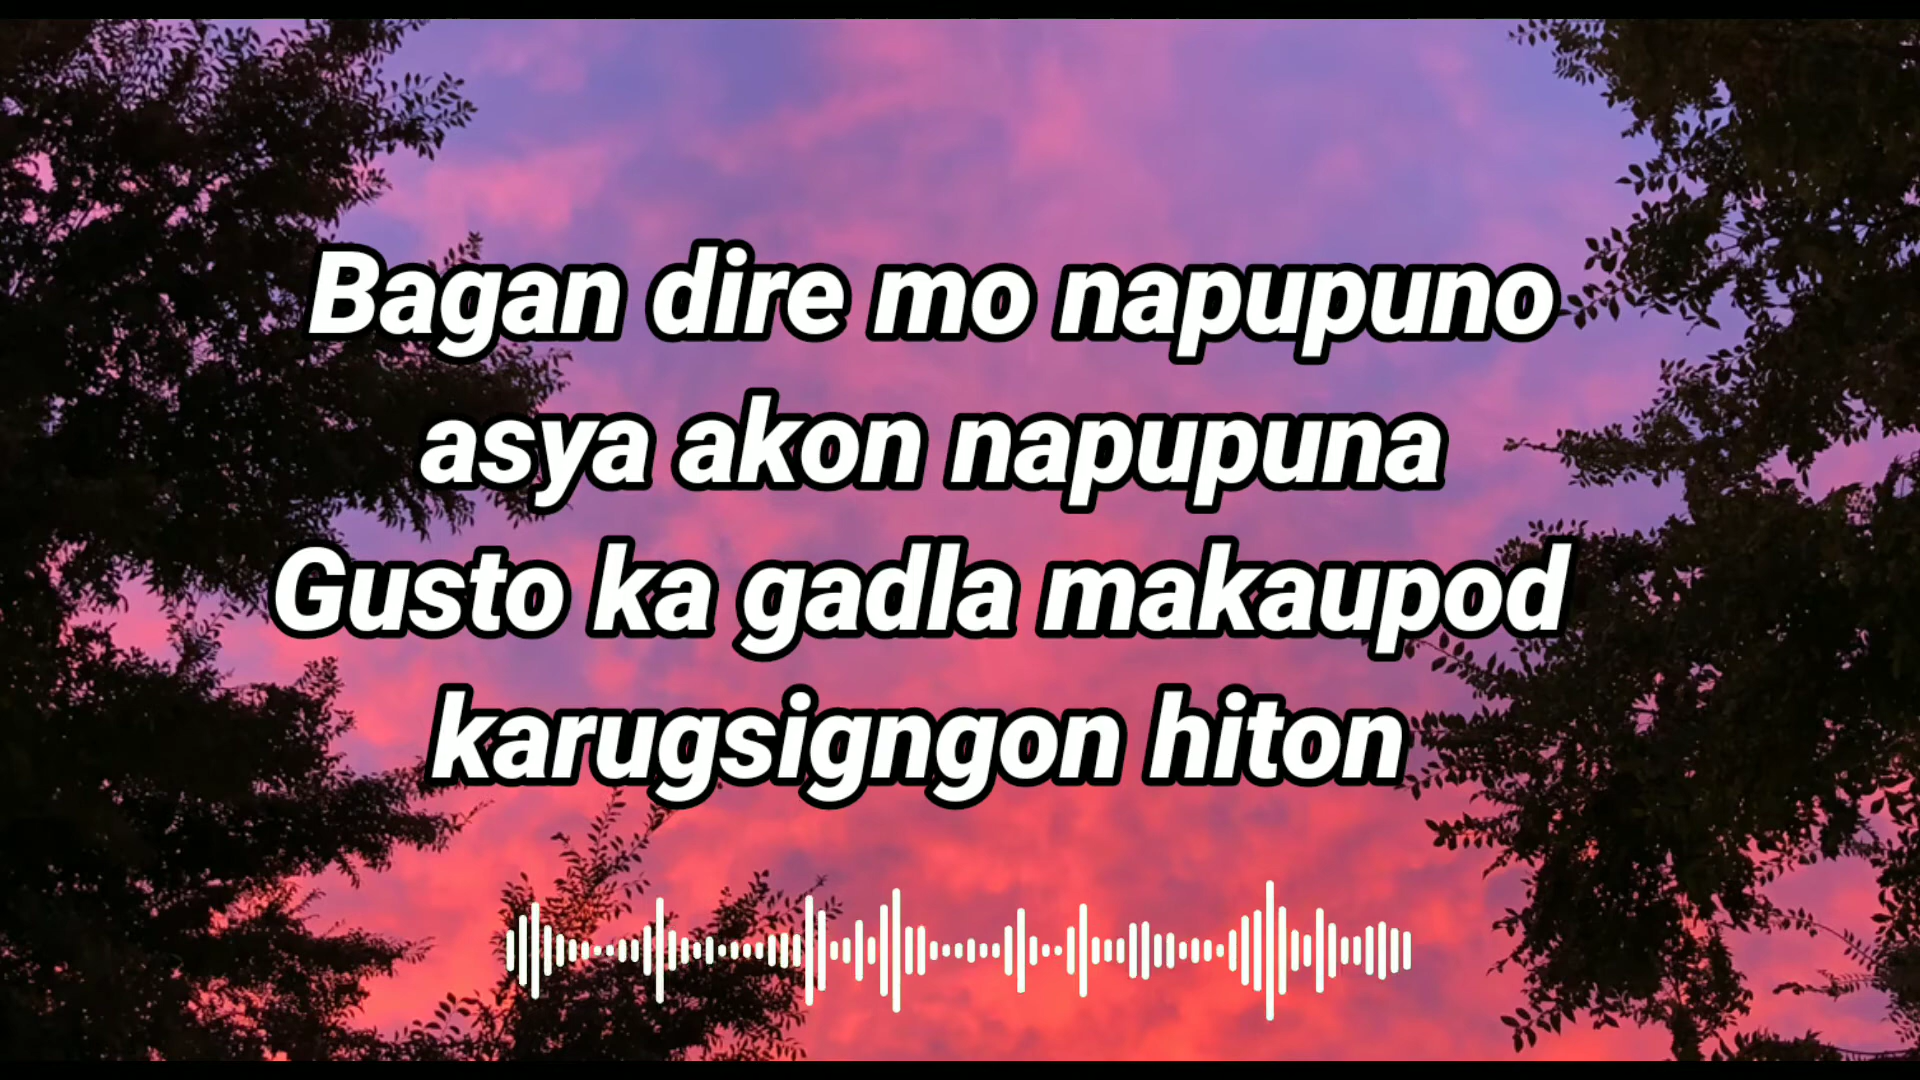 Bagan dire mo napupuno
asya akon napupuna
Gusto ka gadla makaupod
karugsigngon hiton